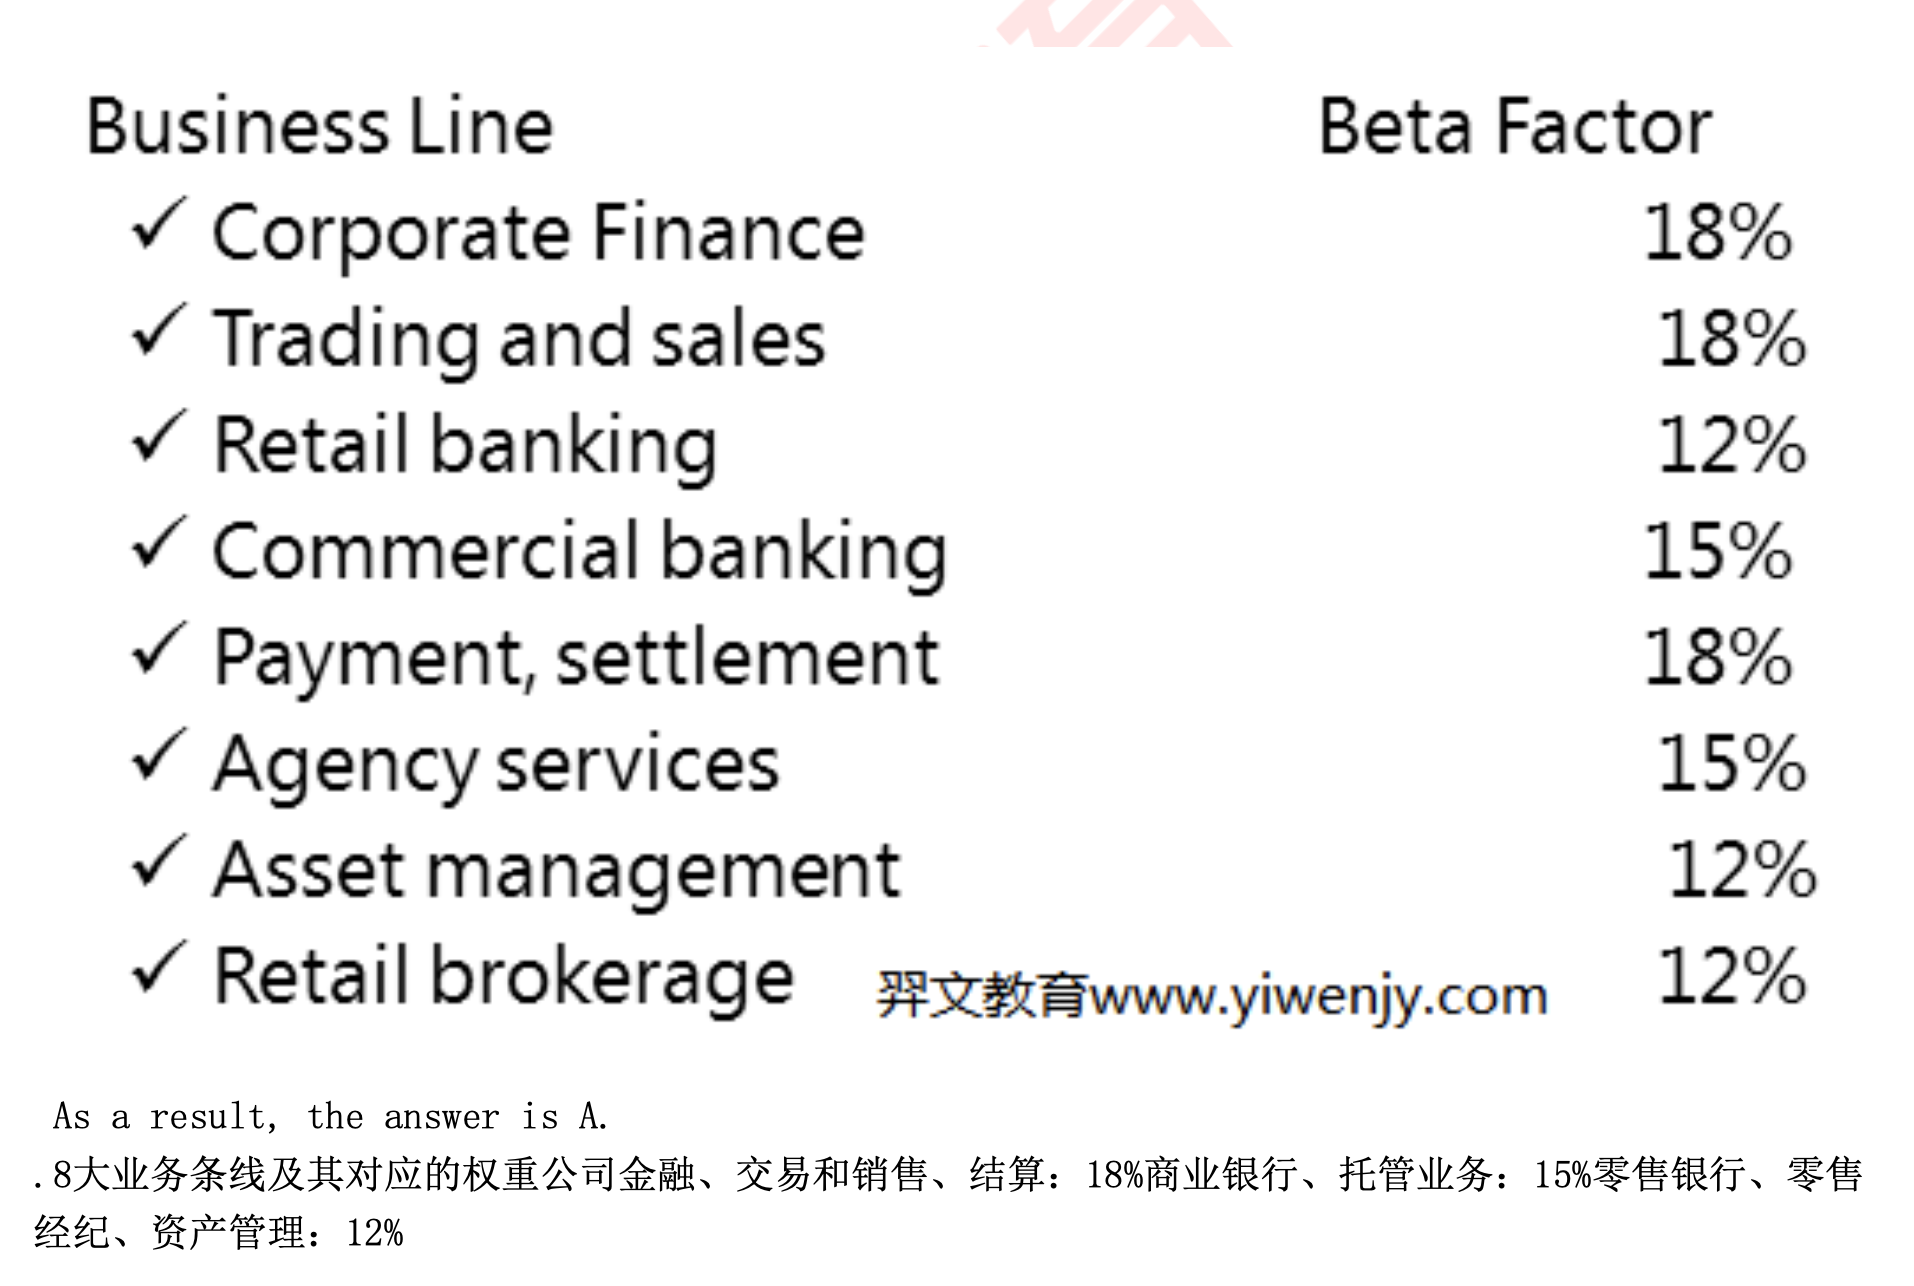 Business Line Beta Factor
✓ Corporate Finance 18%
✓ Trading and sales 18%
✓ Retail banking 12%
✓ Commercial banking 15%
✓ Payment, settlement 18%
✓ Agency services 15%
✓ Asset management 12%
✓ Retail brokerage 羿文教育www.yiwenjy.com 12%
As a result, the answer is A.
.8大业务条线及其对应的权重公司金融、交易和销售、结算：18%商业银行、托管业务：15%零售银行、零售
经纪、资产管理：12%